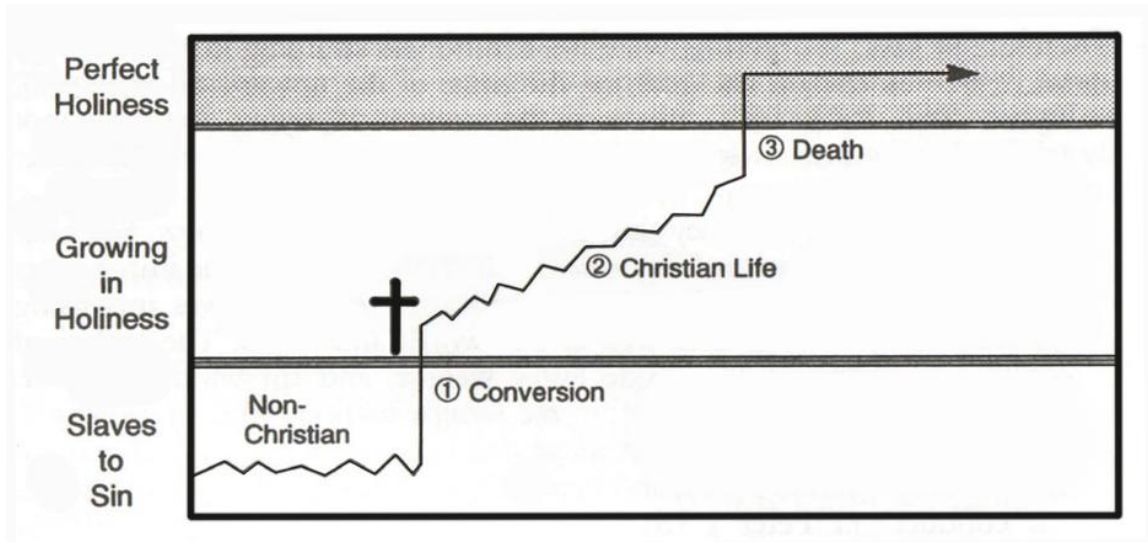 Perfect
Holiness
③ Death
Growing
in
Holiness
② Christian Life
① Conversion
Non-
Christian
Slaves
to
Sin